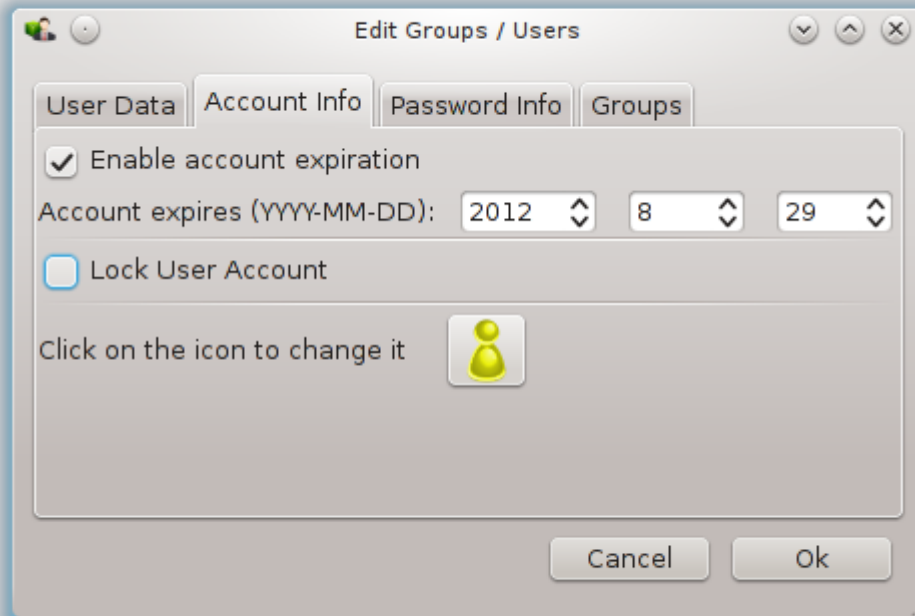 Edit Groups / Users
User Data Account Info Password Info Groups
Enable account expiration
Account expires (YYYY-MM-DD): 2012 8 29
Lock User Account
Click on the icon to change it
Cancel Ok